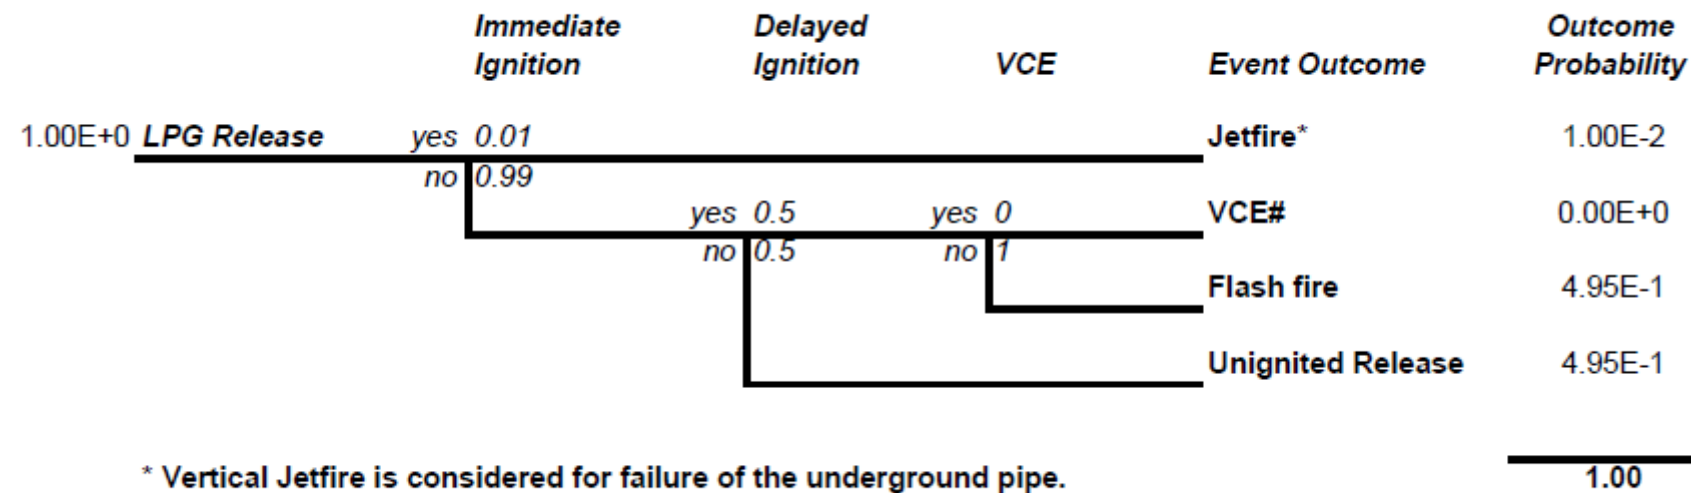 Immediate Delayed Outcome
Ignition Ignition VCE Event Outcome Probability
1.00E+0 LPG Release yes 0.01 Jetfire* 1.00E-2
no 0.99
yes 0.5 yes 0 VCE# 0.00E+0
no 0.5 no 1
Flash fire 4.95E-1
Unignited Release 4.95E-1
* Vertical Jetfire is considered for failure of the underground pipe. 1.00